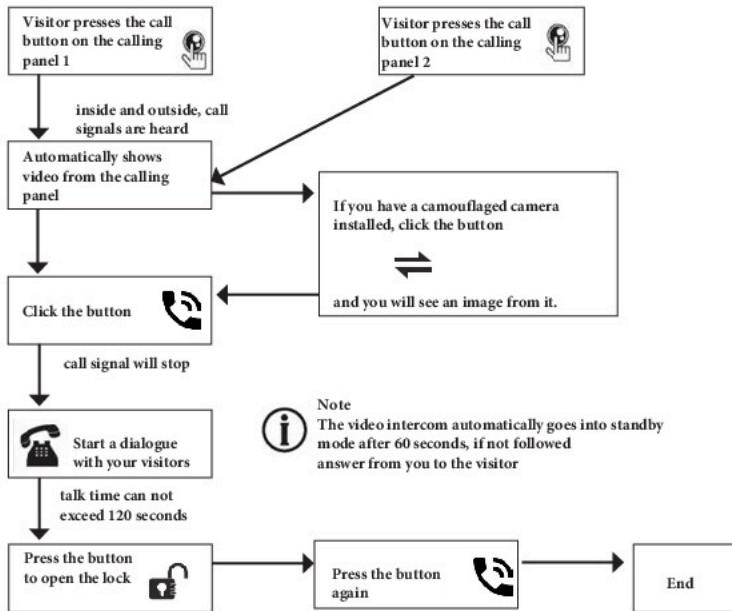 Visitor presses the call
button on the calling
panel 1
Visitor presses the call
button on the calling
panel 2
inside and outside, call
signals are heard
Automatically shows
video from the calling
panel
If you have a camouflaged camera
installed, click the button
and you will see an image from it.
Click the button
call signal will stop
Start a dialogue
with your visitors
Note
The video intercom automatically goes into standby
mode after 60 seconds, if not followed
answer from you to the visitor
talk time can not
exceed 120 seconds
Press the button
to open the lock
Press the button
again
End